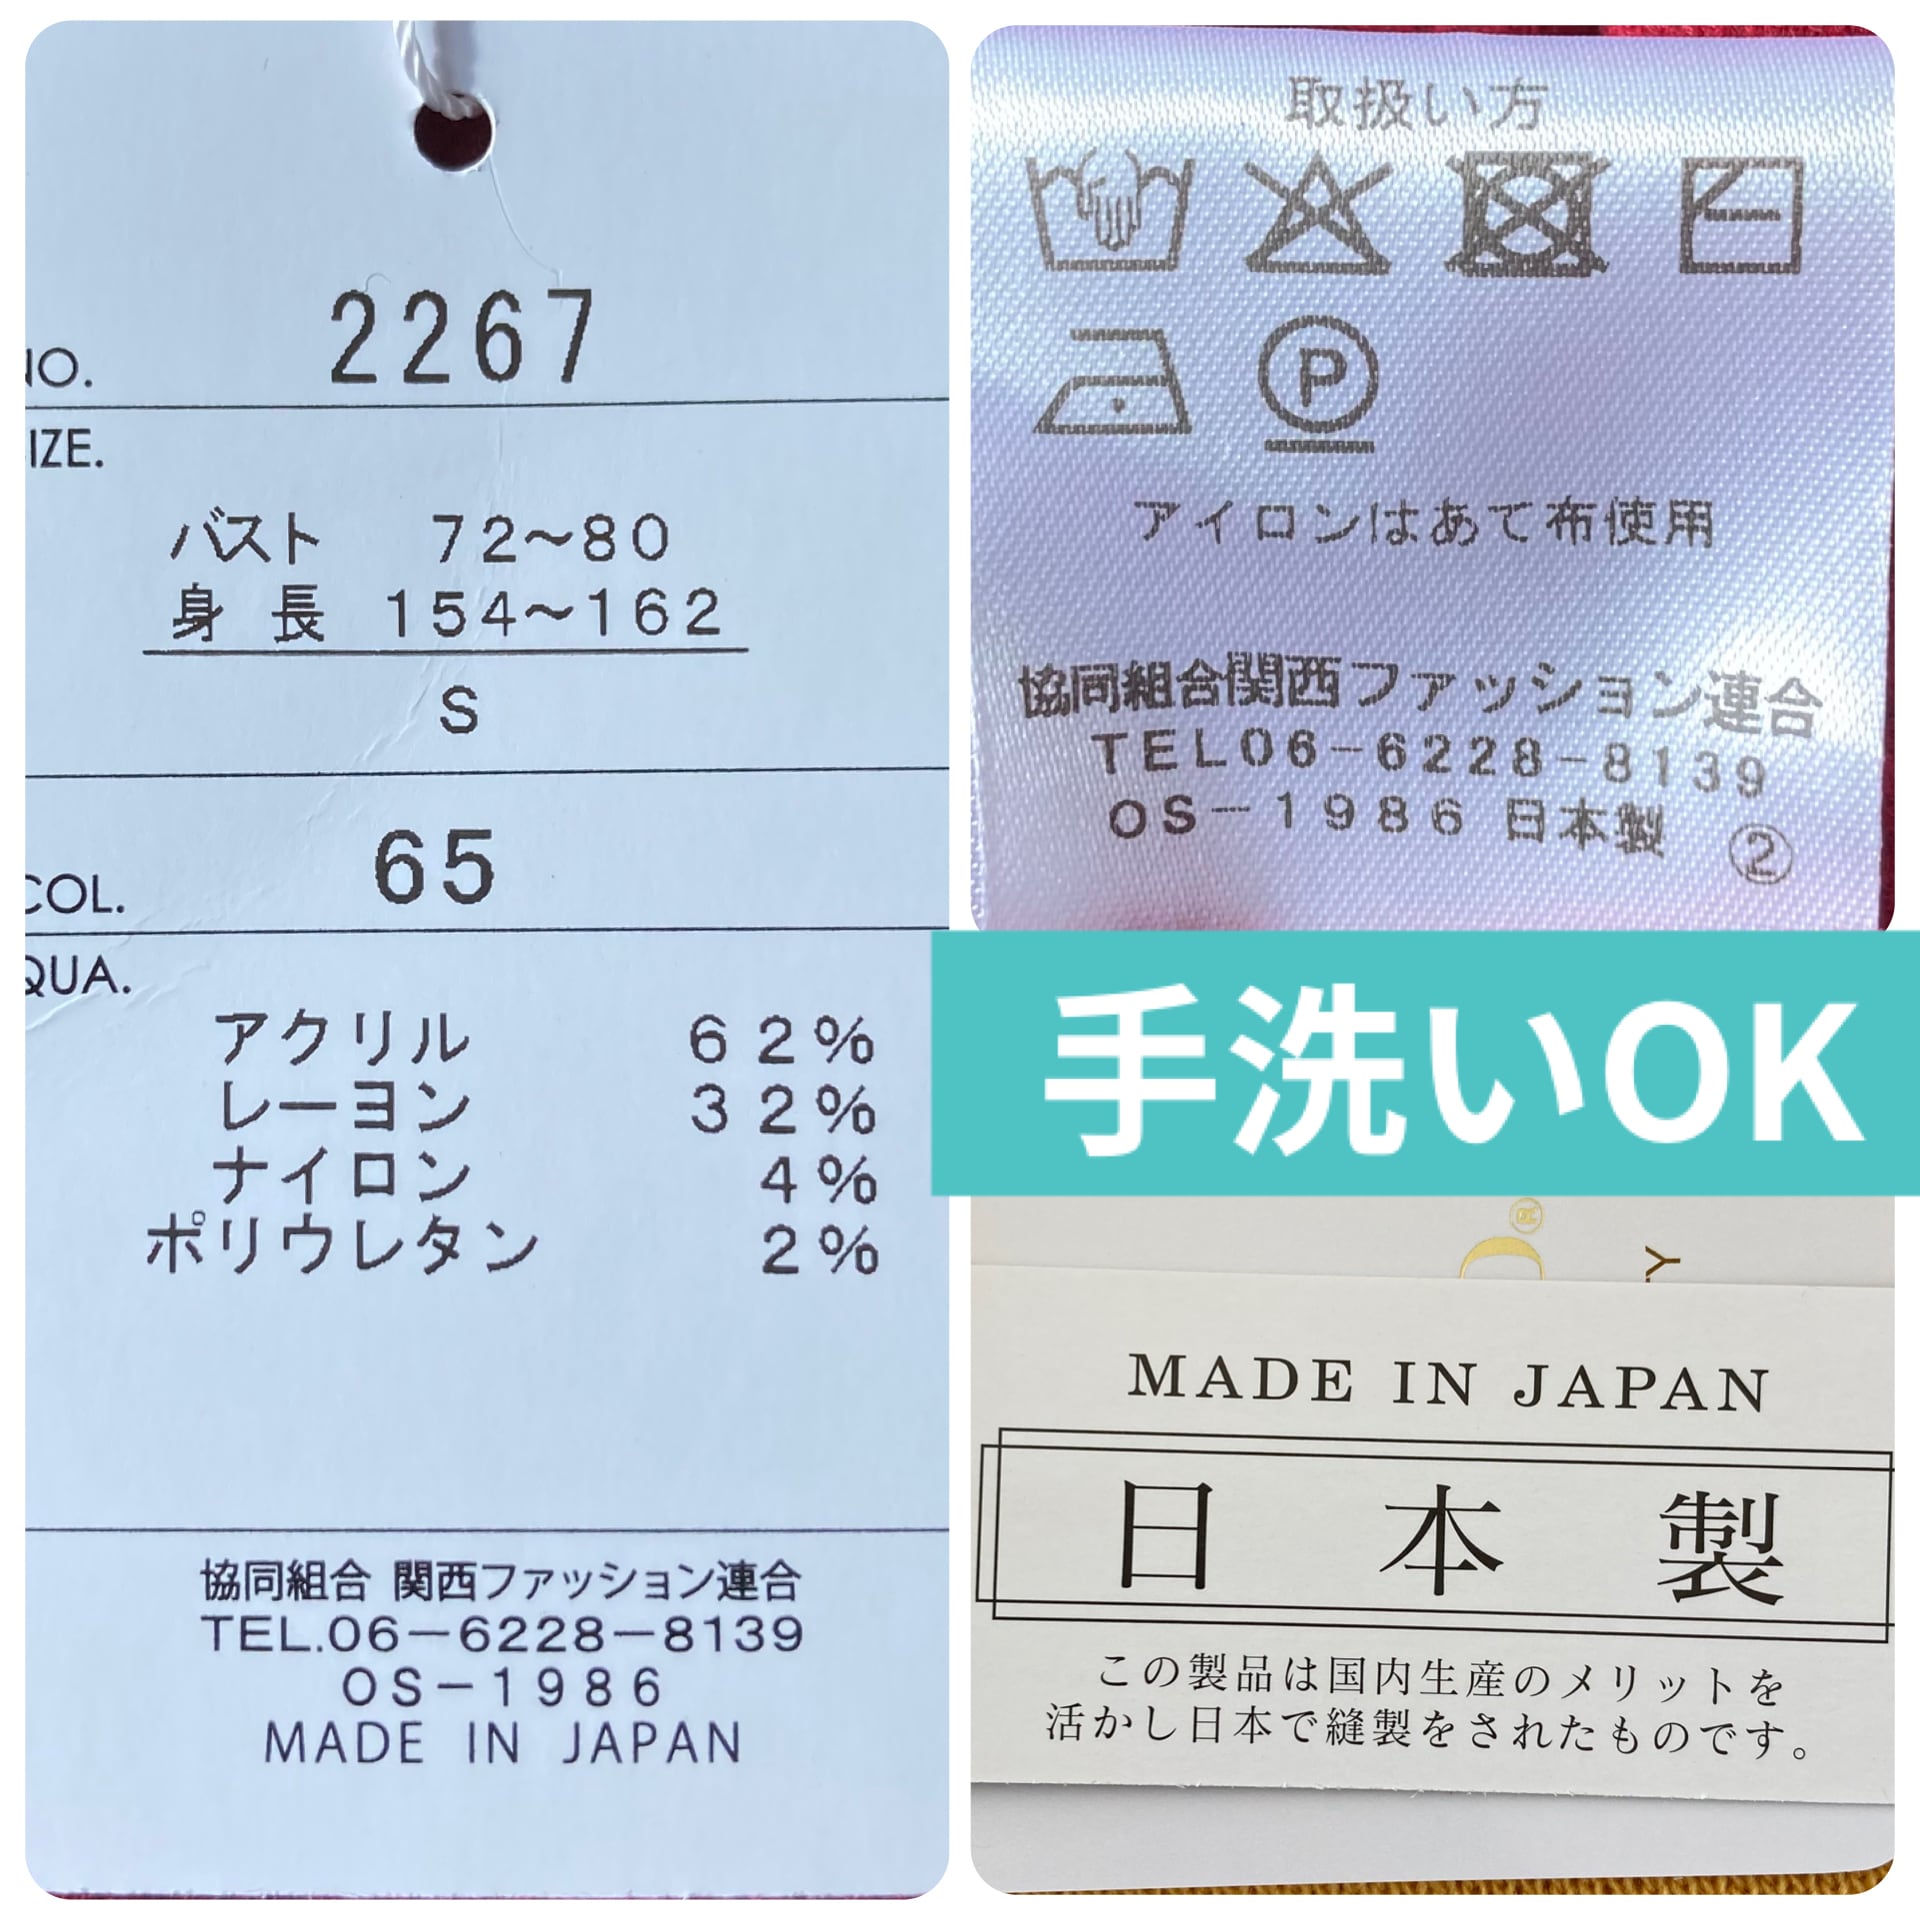 2267
NO.
SIZE.
バスト 72~80
身長 154~162
S
65
COL.
QUA.
アクリル 62%
レーヨン 32%
ナイロン 4%
ポリウレタン 2%
協同組合 関西ファッション連合
TEL.06-6228-8139
OS-1986
MADE IN JAPAN
取扱い方
P
アイロンはあて布使用
協同組合関西ファッション連合
TEL06-6228-8139
OS-1986 日本製 ②
手洗いOK
Y
MADE IN JAPAN
日本製
この製品は国内生産のメリットを
活かし日本で縫製をされたものです。